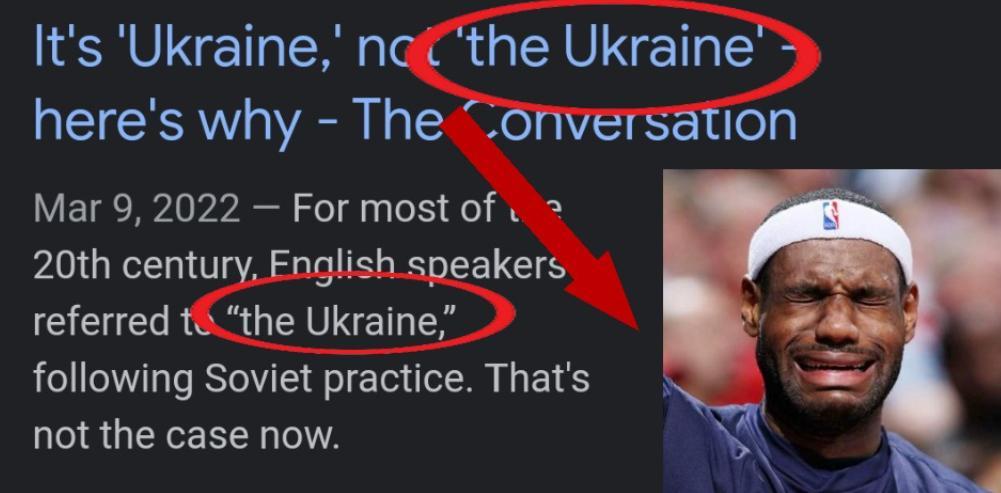 It's 'Ukraine,' not 'the Ukraine' -
here's why - The Conversation
Mar 9, 2022 — For most of the
20th century, English speakers
referred to “the Ukraine,”
following Soviet practice. That's
not the case now.